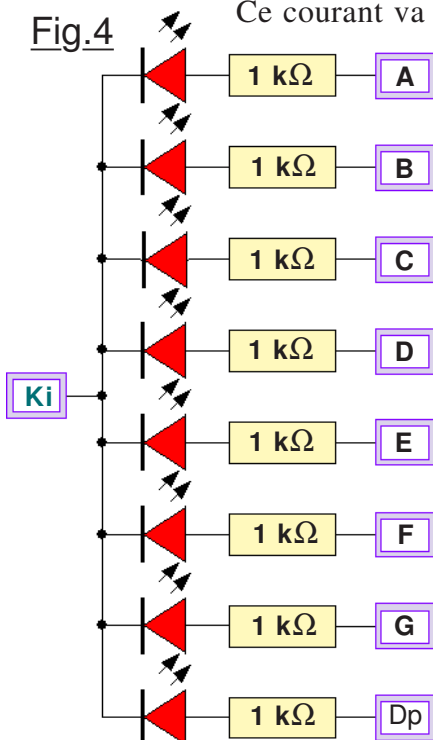 Ce courant va
Fig.4
1 kΩ A
1 kΩ B
1 kΩ C
1 kΩ D
Ki
1 kΩ E
1 kΩ F
1 kΩ G
1 kΩ Dp